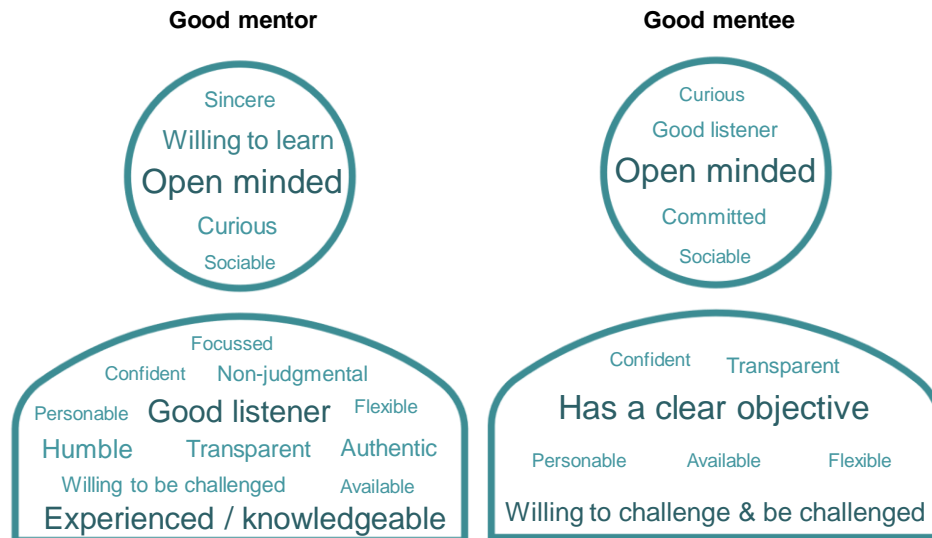 Good mentor
Sincere
Willing to learn
Open minded
Curious
Sociable
Focussed
Confident Non-judgmental
Personable Good listener Flexible
Humble Transparent Authentic
Willing to be challenged Available
Experienced / knowledgeable
Good mentee
Curious
Good listener
Open minded
Committed
Sociable
Confident Transparent
Has a clear objective
Personable Available Flexible
Willing to challenge & be challenged